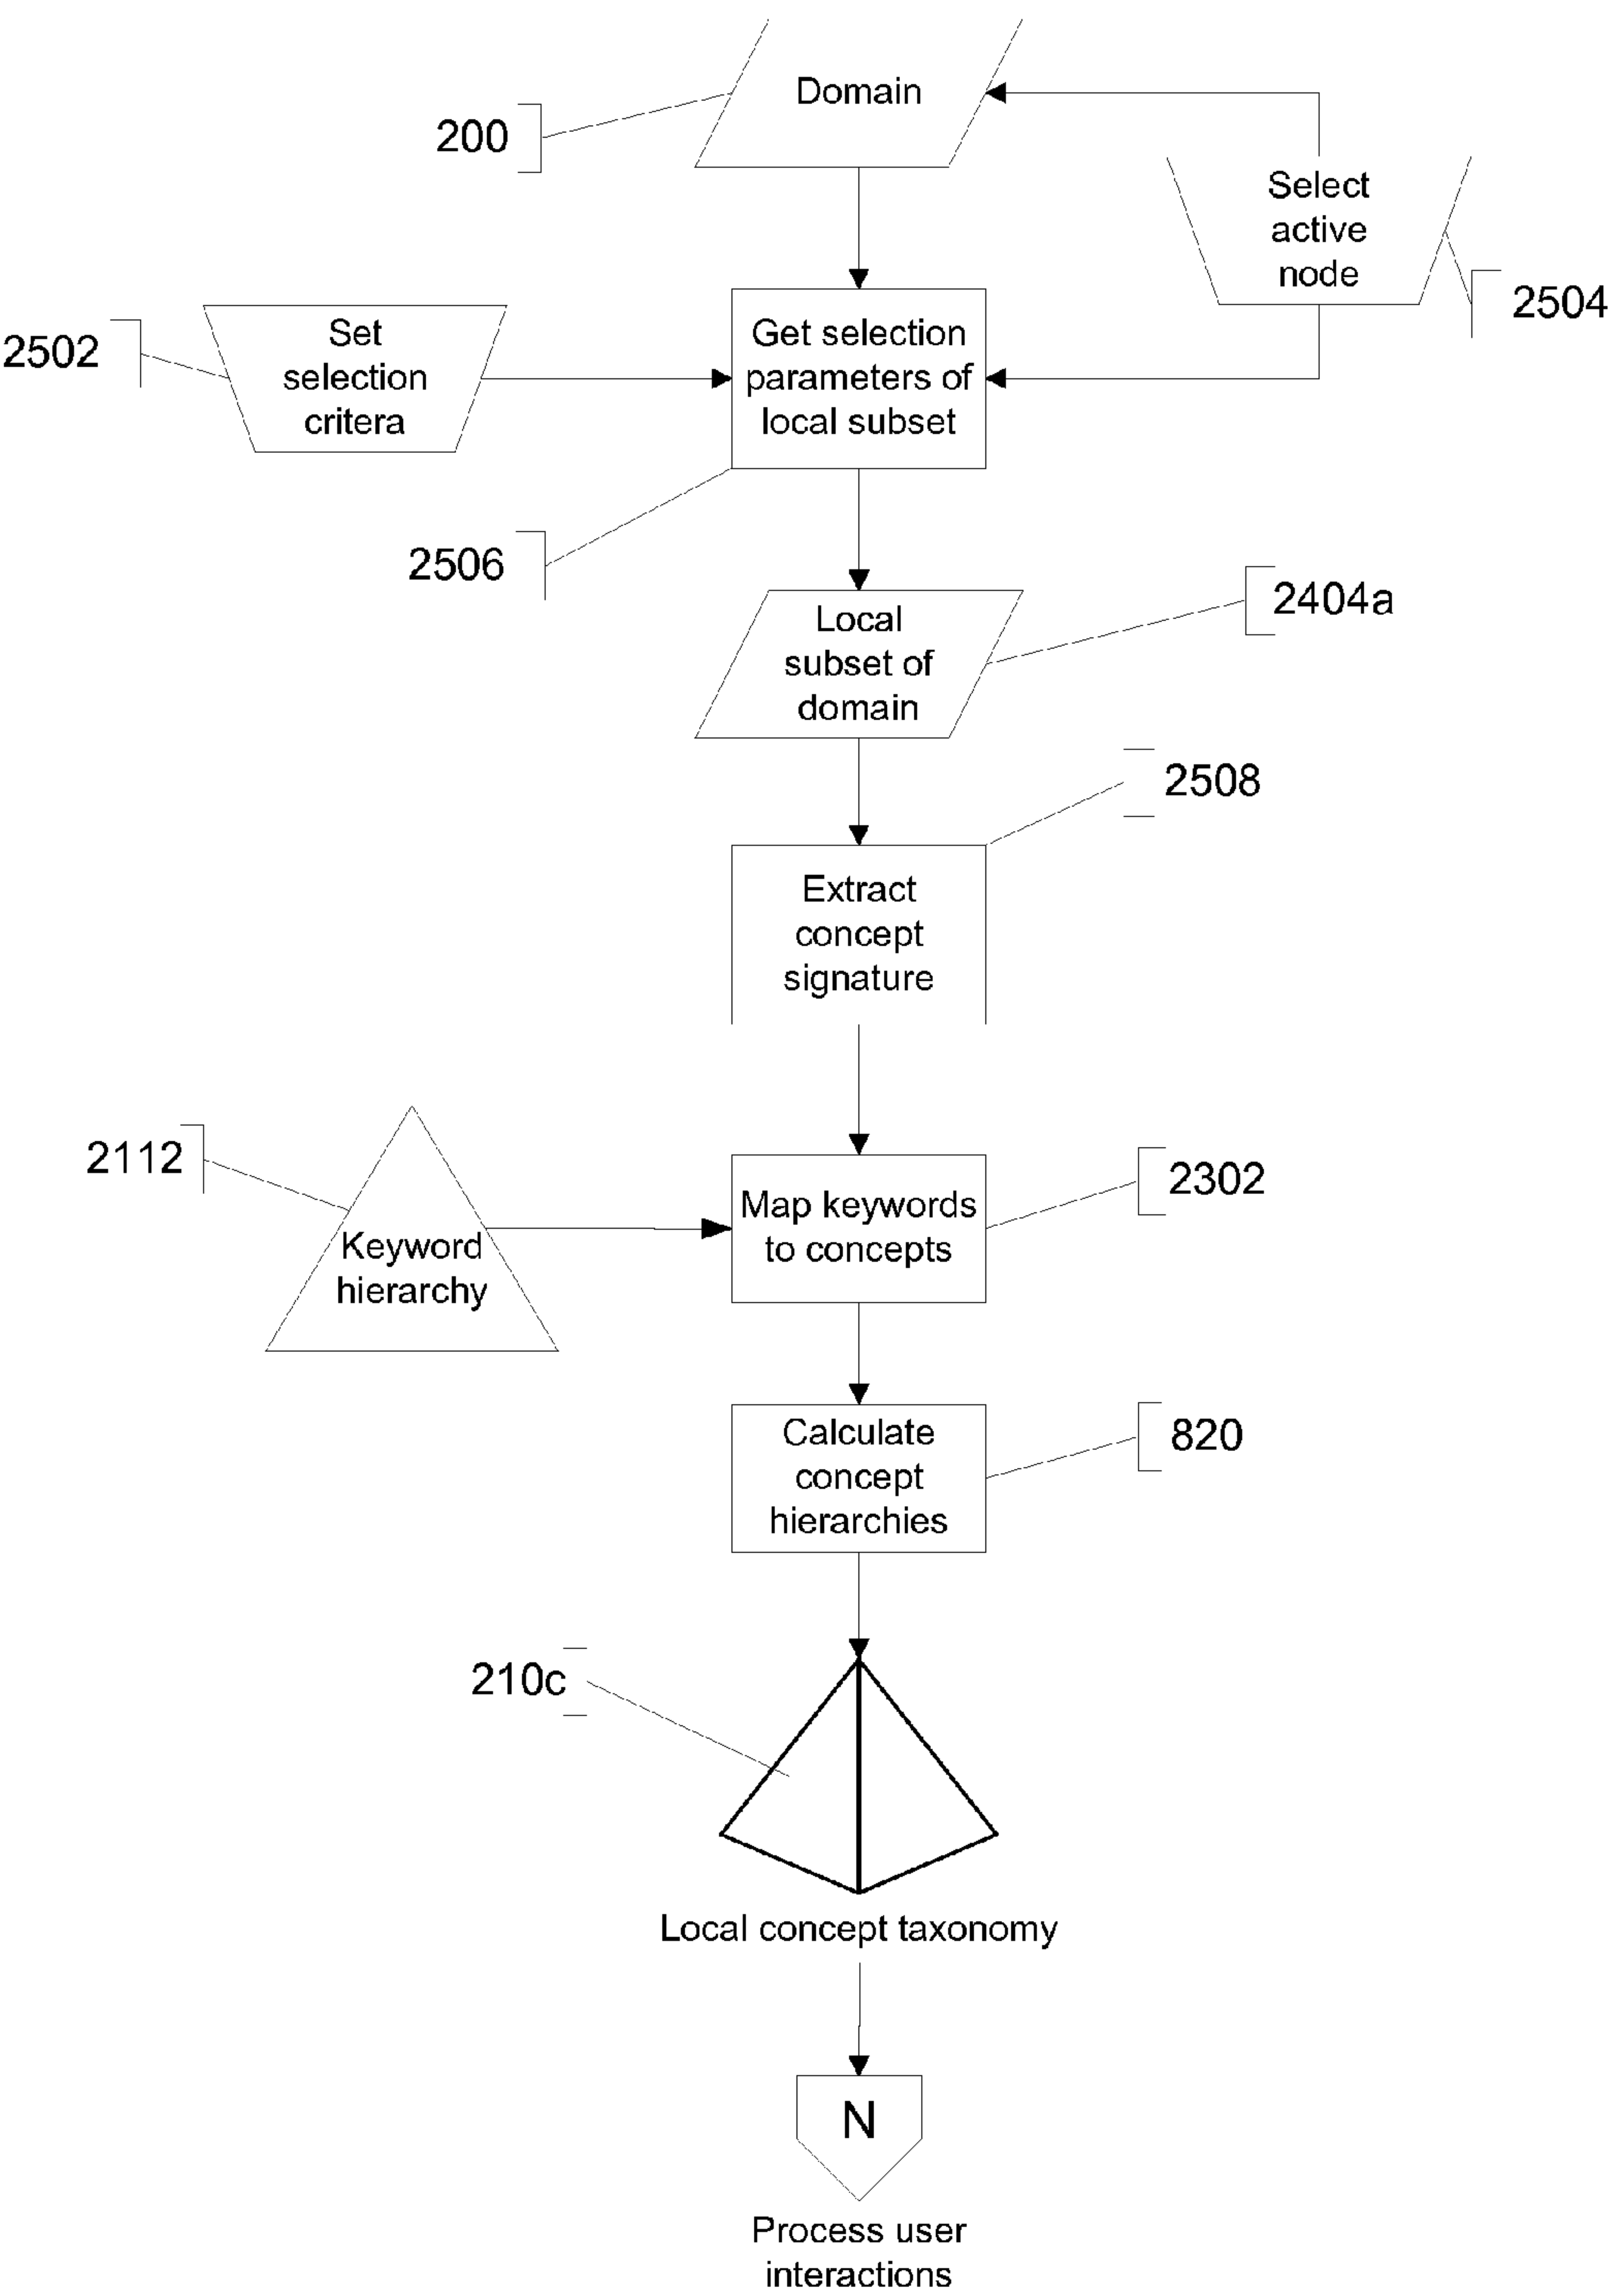 Domain
200
Select
active
node
2504
2502
Set
selection
critera
Get selection
parameters of
local subset
2506
2404a
Local
subset of
domain
2508
Extract
concept
signature
2112
Keyword
hierarchy
Map keywords
to concepts
2302
Calculate
concept
hierarchies
820
210c
Local concept taxonomy
N
Process user
interactions